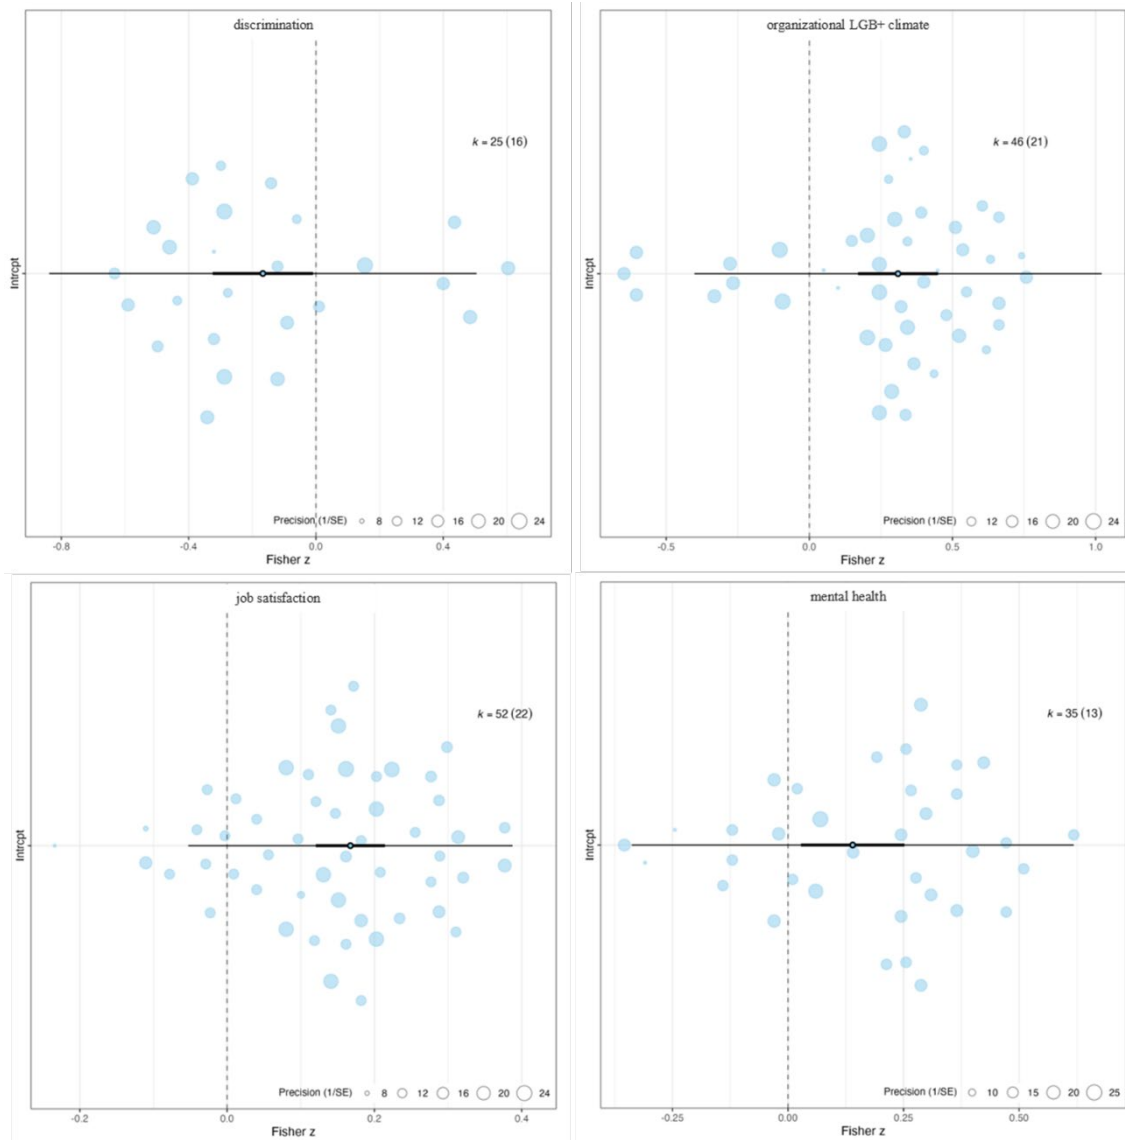 discrimination
k = 25 (16)
Intrcpt
Precision (1/SE) 8 12 16 20 24
-0.8 -0.4 0.0 0.4
Fisher z
organizational LGB+ climate
k = 46 (21)
Intrcpt
Precision (1/SE) 12 16 20 24
-0.5 0.0 0.5 1.0
Fisher z
job satisfaction
k = 52 (22)
Intrcpt
Precision (1/SE) 8 12 16 20 24
-0.2 0.0 0.2 0.4
Fisher z
mental health
k = 35 (13)
Intrcpt
Precision (1/SE) 10 15 20 25
-0.25 0.00 0.25 0.50
Fisher z